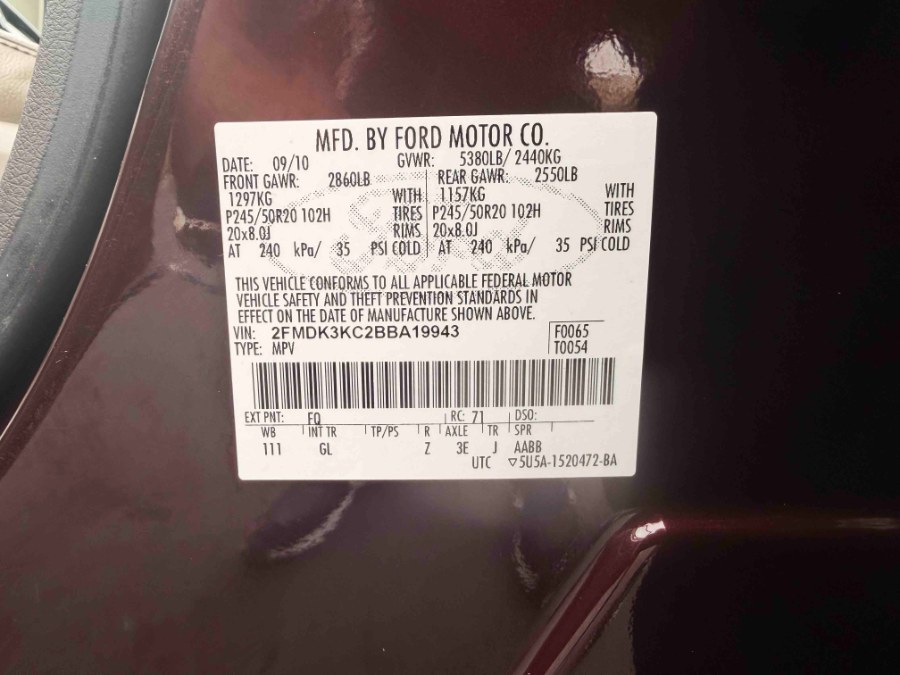 MFD. BY FORD MOTOR CO.
DATE: 09/10 GVWR: 5380LB/ 2440KG
FRONT GAWR: 2860LB REAR GAWR: 2550LB
1297KG WITH 1157KG WITH
P245/50R20 102H TIRES P245/50R20 102H TIRES
20x8.0J RIMS 20x8.0J RIMS
AT 240 kPa/ 35 PSI COLD AT 240 kPa/ 35 PSI COLD
THIS VEHICLE CONFORMS TO ALL APPLICABLE FEDERAL MOTOR
VEHICLE SAFETY AND THEFT PREVENTION STANDARDS IN
EFFECT ON THE DATE OF MANUFACTURE SHOWN ABOVE.
VIN: 2FMDK3KC2BBA19943 F0065
TYPE: MPV T0054
EXT PNT: FQ RC: 71 DSO:
WB INT TR TP/PS R AXLE TR SPR
111 GL Z 3E J AABB
UTC ▽5U5A-1520472-BA